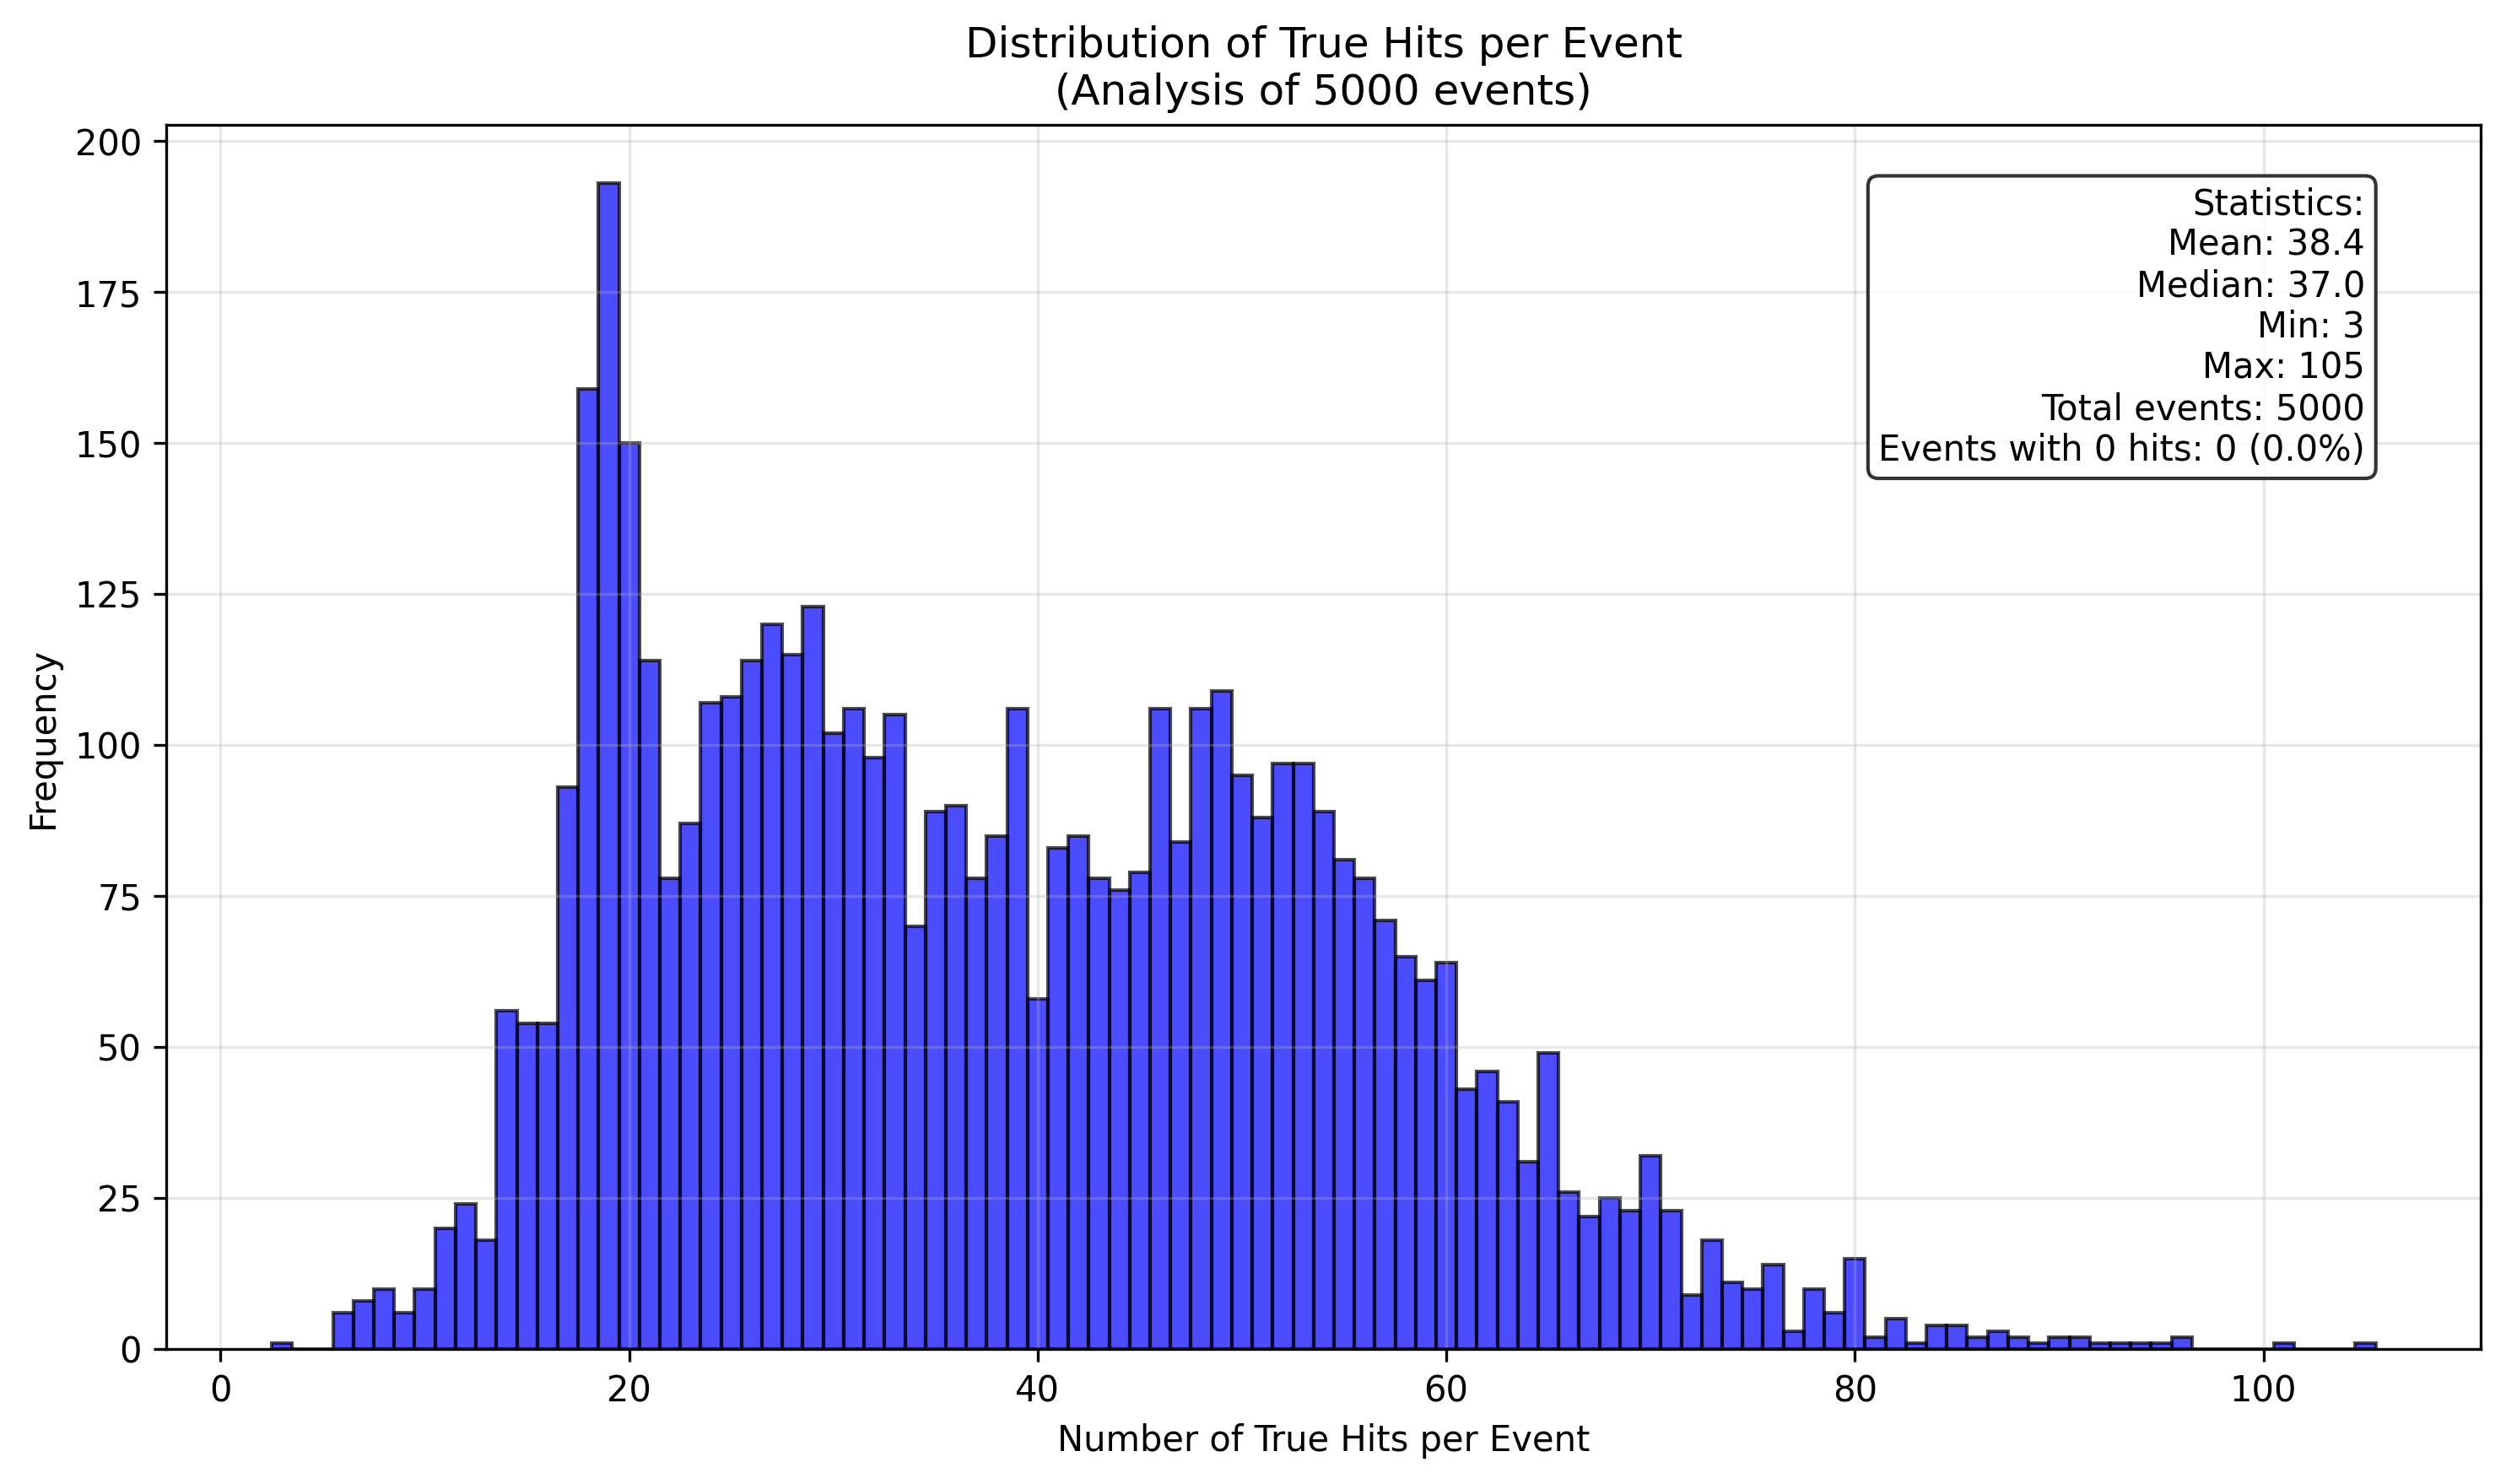 Distribution of True Hits per Event
(Analysis of 5000 events)
200
175
150
125
100
75
50
25
0
Frequency
Statistics:
Mean: 38.4
Median: 37.0
Min: 3
Max: 105
Total events: 5000
Events with 0 hits: 0 (0.0%)
0 20 40 60 80 100
Number of True Hits per Event